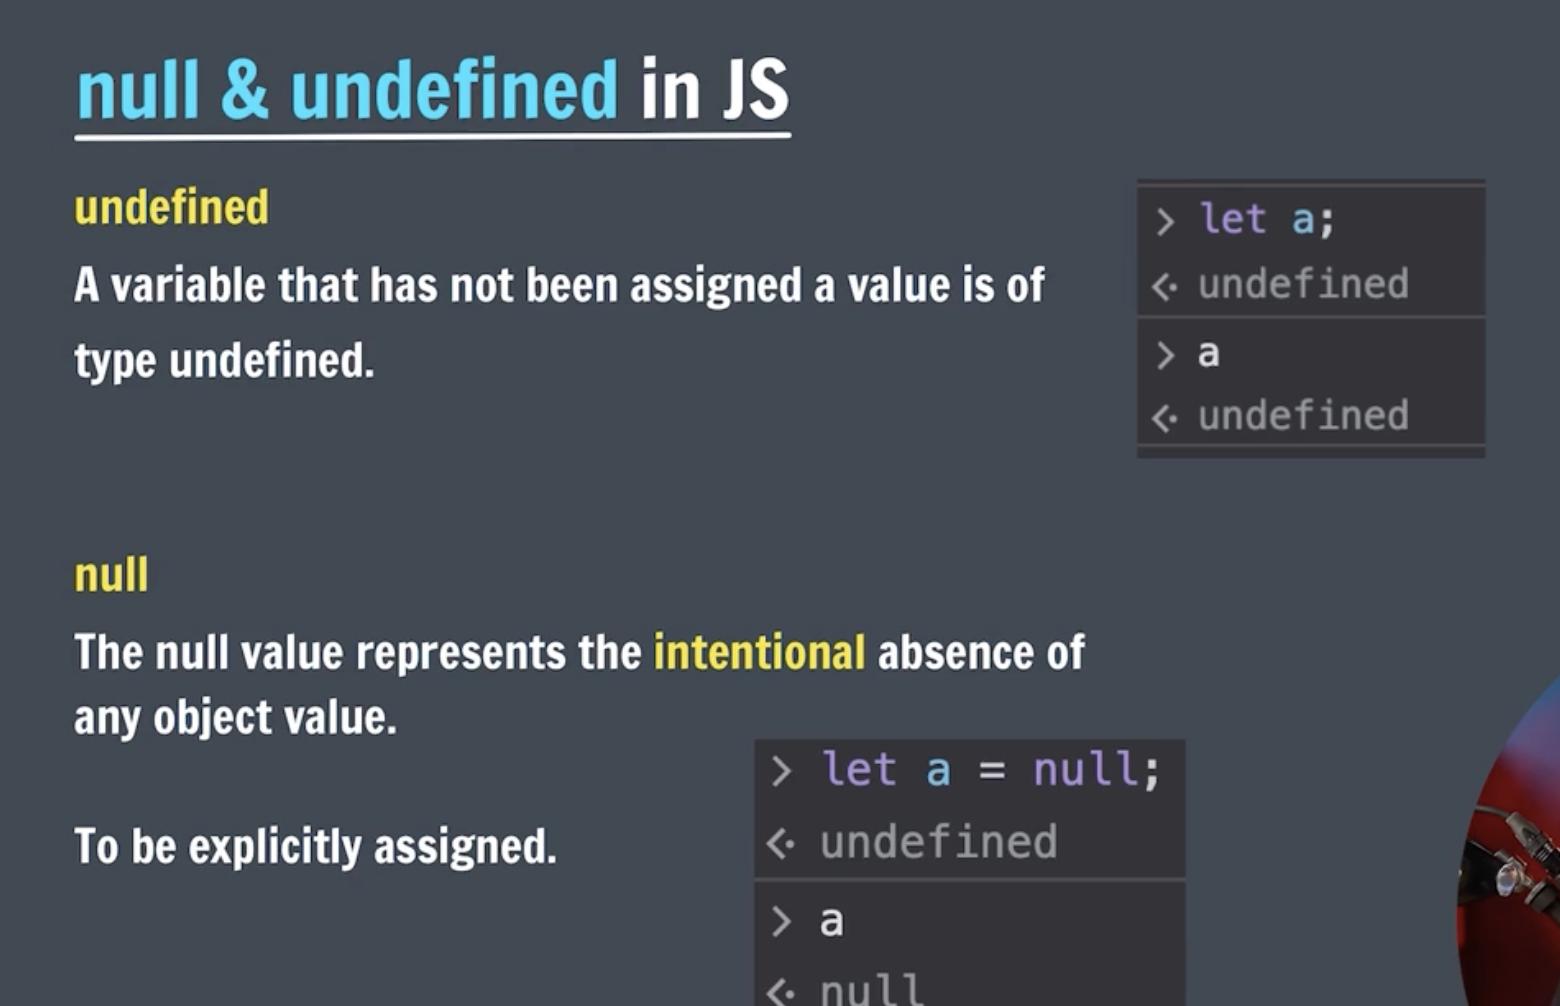 null & undefined in JS
undefined
A variable that has not been assigned a value is of
type undefined.
> let a;
<· undefined
> a
<· undefined
null
The null value represents the intentional absence of
any object value.
To be explicitly assigned.
> let a = null;
<· undefined
> a
<· null